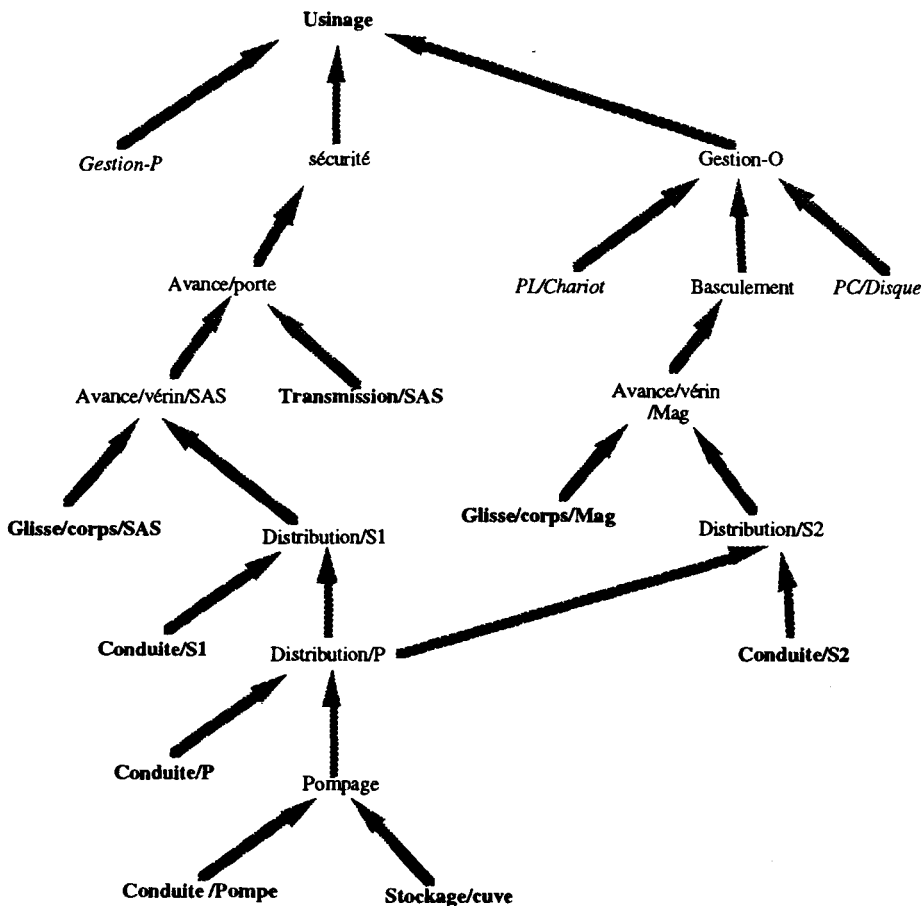 Usinage
Gestion-P
sécurité
Gestion-O
Avance/porte
PL/Chariot
Basculement
PC/Disque
Avance/vérin/SAS
Transmission/SAS
Avance/vérin
/Mag
Glisse/corps/SAS
Glisse/corps/Mag
Distribution/S1
Distribution/S2
Conduite/S1
Distribution/P
Conduite/S2
Conduite/P
Pompage
Conduite /Pompe
Stockage/cuve